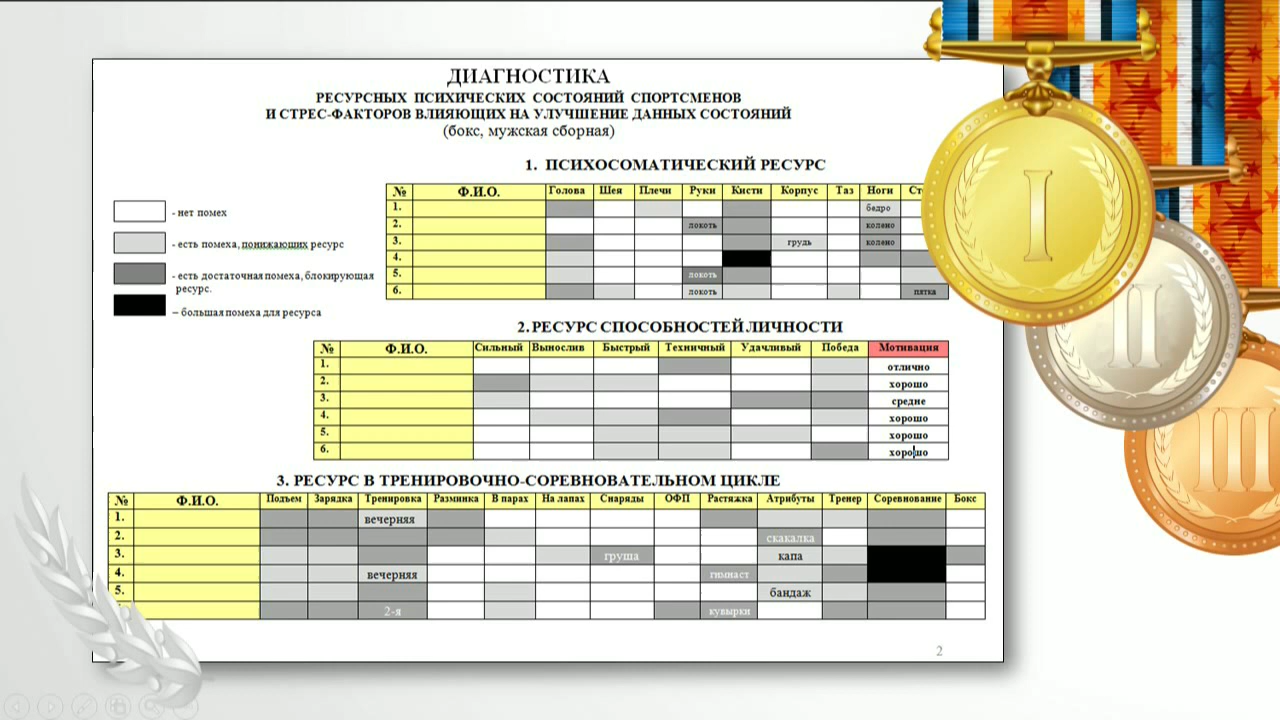 ДИАГНОСТИКА
РЕСУРСНЫХ ПСИХИЧЕСКИХ СОСТОЯНИЙ СПОРТСМЕНОВ
И СТРЕС-ФАКТОРОВ ВЛИЯЮЩИХ НА УЛУЧШЕНИЕ ДАННЫХ СОСТОЯНИЙ
(бокс, мужская сборная)
1. ПСИХОСОМАТИЧЕСКИЙ РЕСУРС
- нет помех
- есть помеха, понижающих ресурс
- есть достаточная помеха, блокирующая
ресурс.
– большая помеха для ресурса
№ Ф.И.О. Голова Шея Плечи Руки Кисти Корпус Таз Ноги
1. бедро
2. локоть колено
3. грудь колено
4.
5. локоть
6. локоть пятка
2. РЕСУРС СПОСОБНОСТЕЙ ЛИЧНОСТИ
№ Ф.И.О. Сильный Вынослив Быстрый Техничный Удачливый Победа Мотивация
1. отлично
2. хорошо
3. средне
4. хорошо
5. хорошо
6. хорошо
3. РЕСУРС В ТРЕНИРОВОЧНО-СОРЕВНОВАТЕЛЬНОМ ЦИКЛЕ
№ Ф.И.О. Подъем Зарядка Тренировка Разминка В парах На лапах Снаряды ОФП Растяжка Атрибуты Тренер Соревнование Бокс
1. вечерняя
2. скакалка
3. груша капа
4. вечерняя гимнаст
5. бандаж
2-я кувырки
2
I
II
III